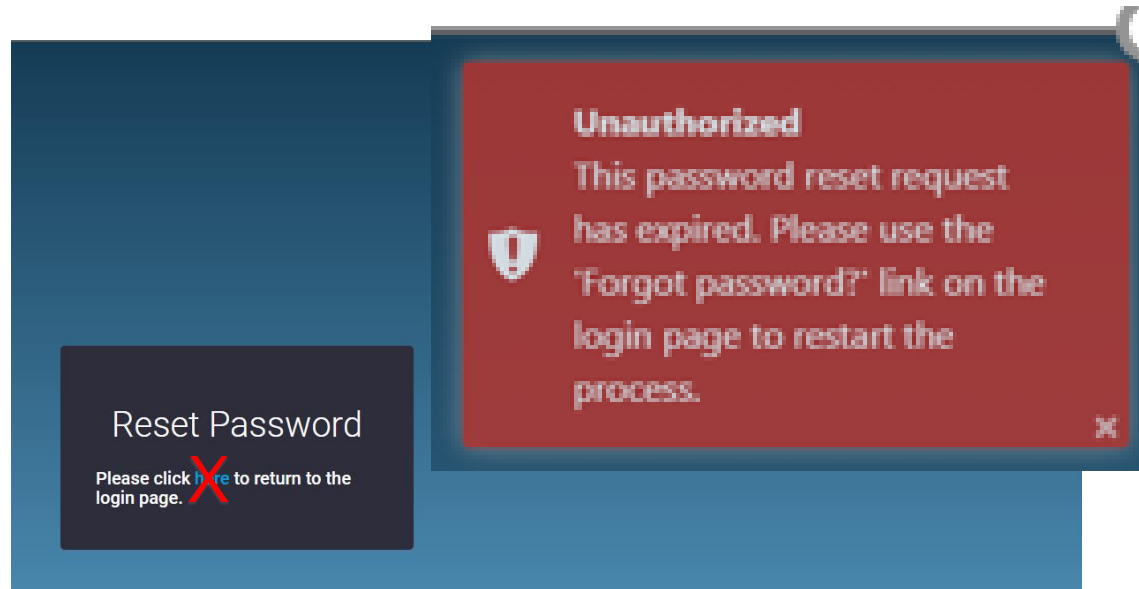 Unauthorized
This password reset request
has expired. Please use the
'Forgot password?' link on the
login page to restart the
process.
Reset Password
Please click here to return to the
login page.